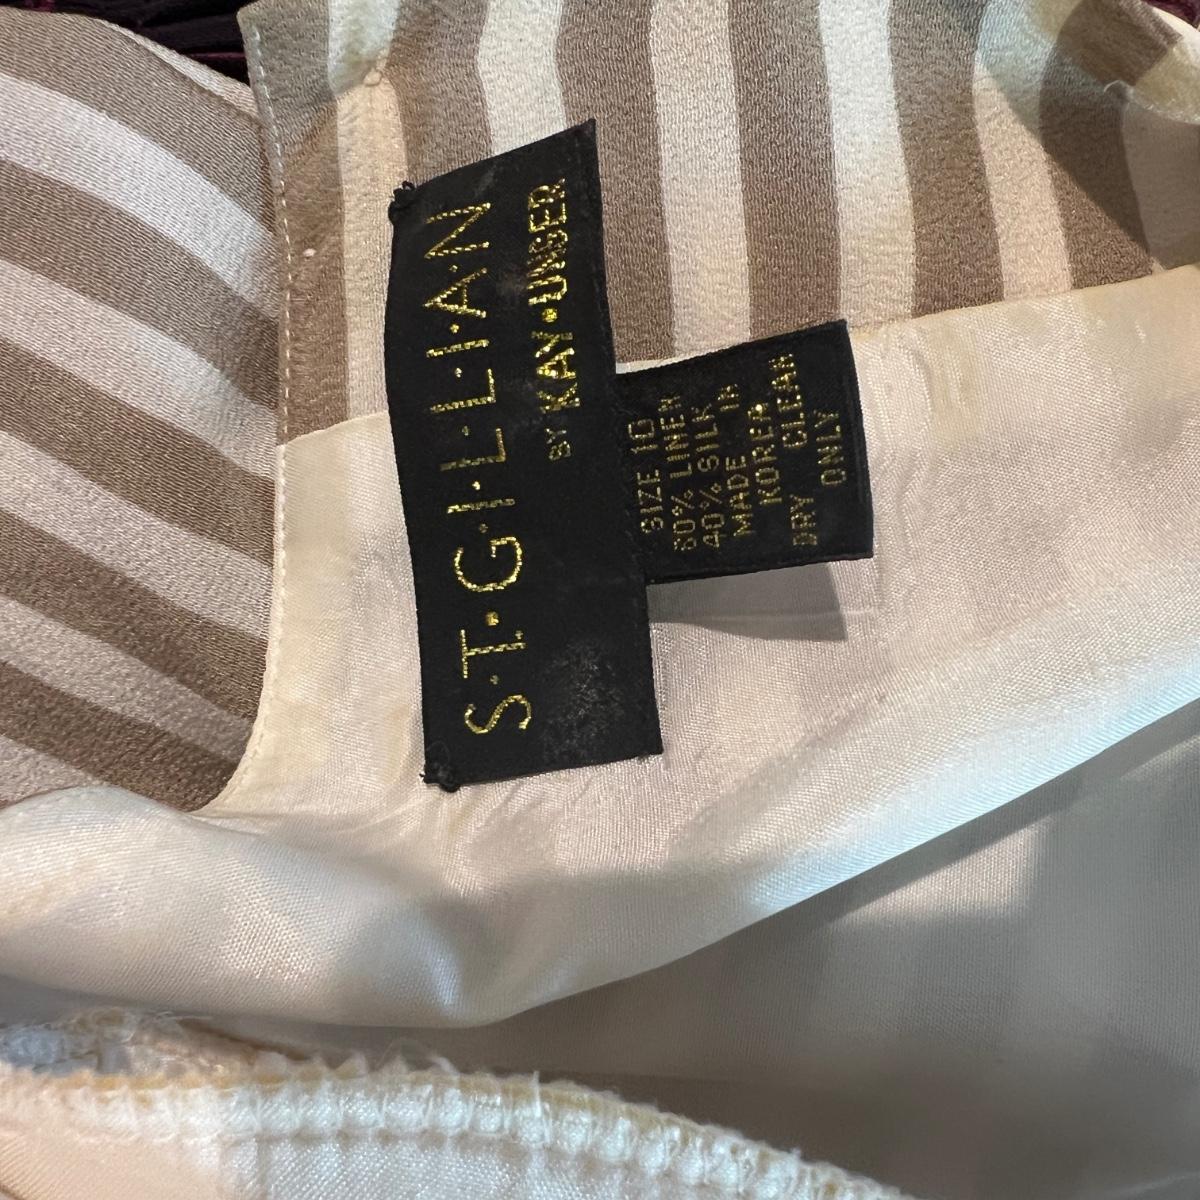 S·T·G·I·L·L·I·A·N
BY KAY·UNGER
SIZE 10
60% LINEN
40% SILK
MADE IN
KOREA
DRY CLEAN
ONLY